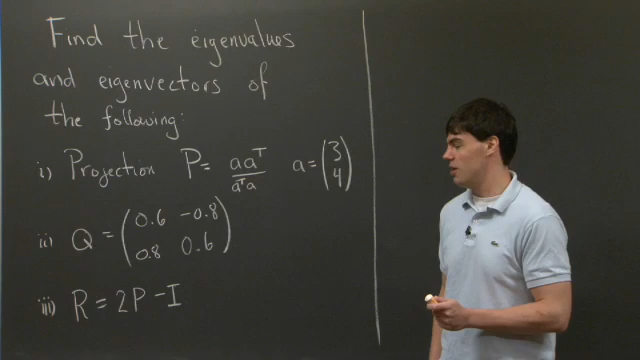 Find the eigenvalues
and eigenvectors of
the following:
i) Projection P = aaᵀ/aᵀa a = (3 4)
ii) Q = (0.6 -0.8
0.8 0.6)
iii) R = 2P - I